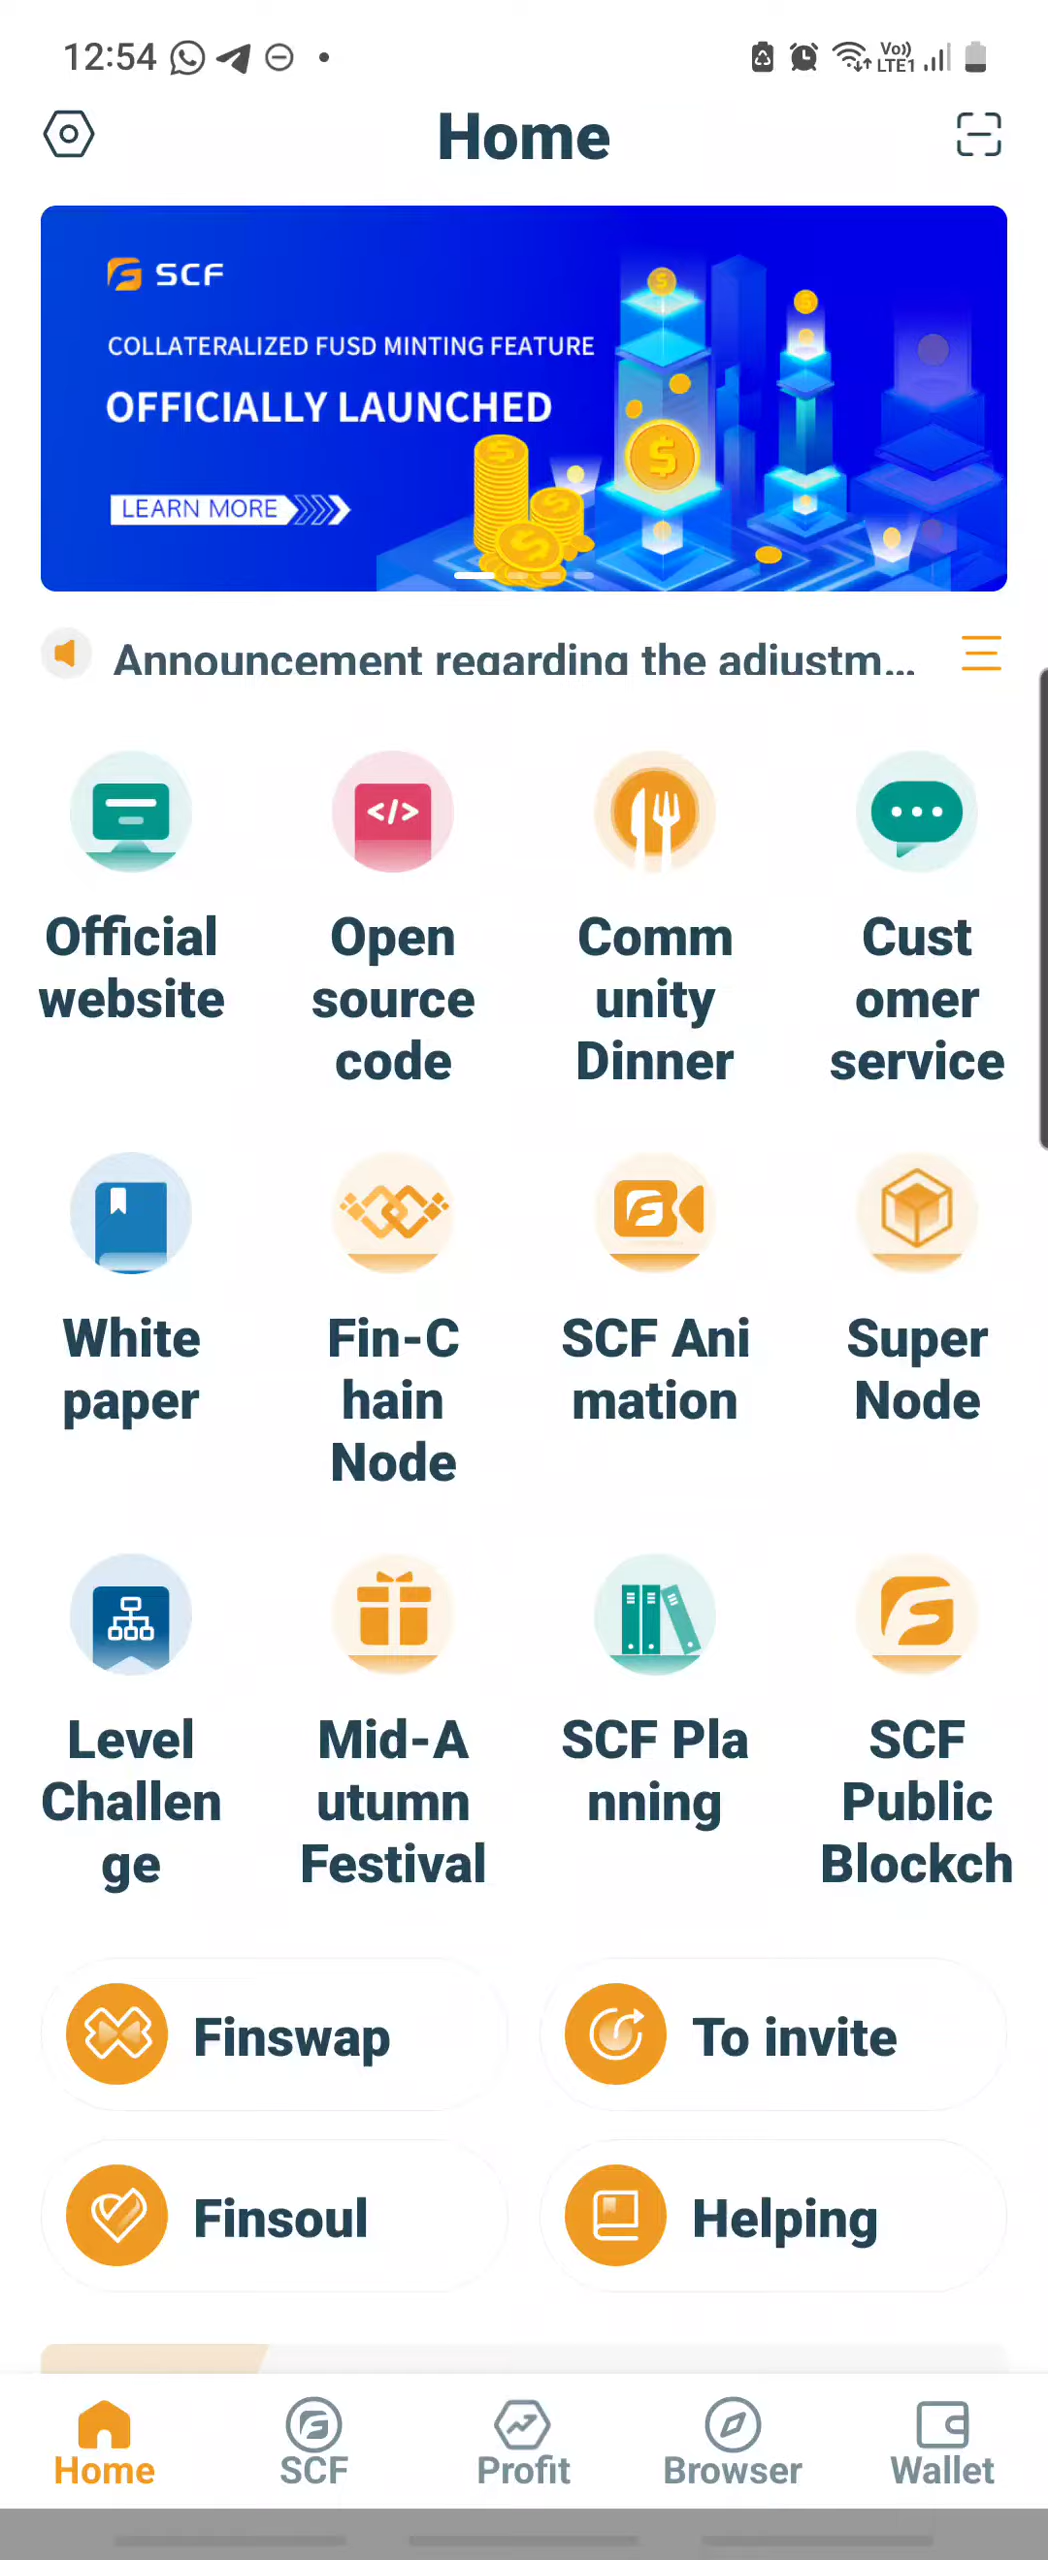 12:54
Vo)) LTE1
Home
SCF
COLLATERALIZED FUSD MINTING FEATURE
OFFICIALLY LAUNCHED
LEARN MORE
Announcement regarding the adjustm...
Official
website
Open
source
code
Comm
unity
Dinner
Cust
omer
service
White
paper
Fin-C
hain
Node
SCF Ani
mation
Super
Node
Level
Challen
ge
Mid-A
utumn
Festival
SCF Pla
nning
SCF
Public
Blockch
Finswap
To invite
Finsoul
Helping
Home
SCF
Profit
Browser
Wallet